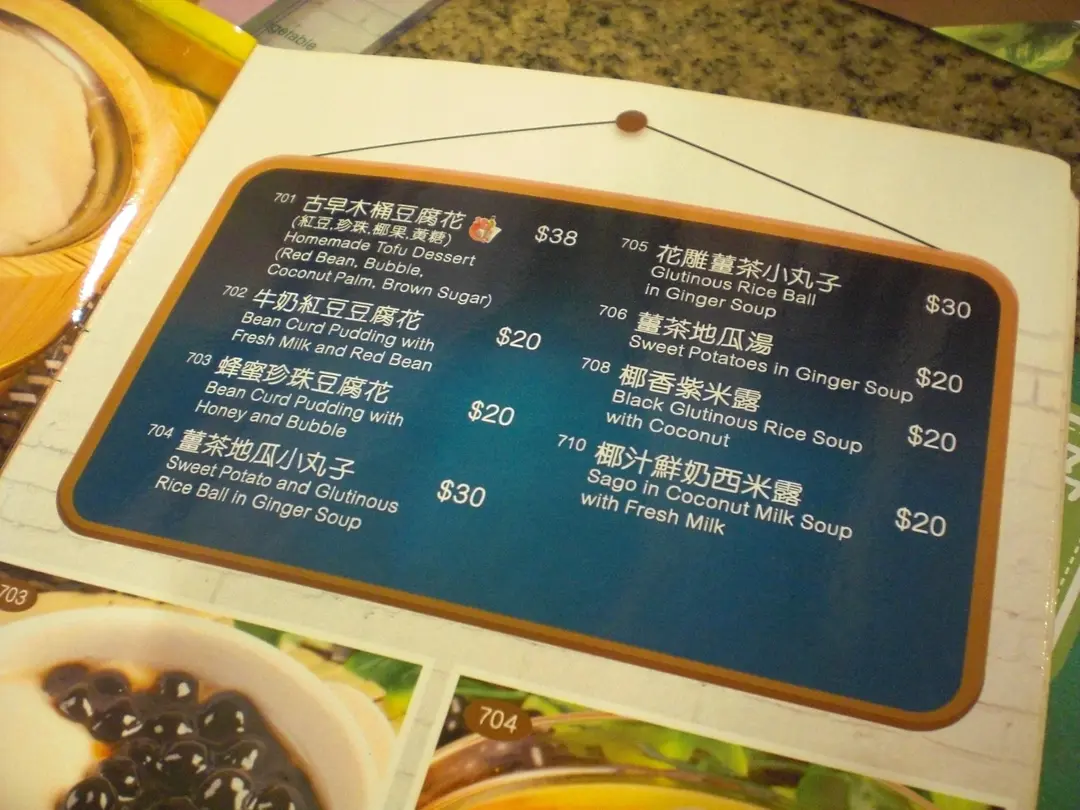 getable
701 古早木桶豆腐花 $38
(紅豆,珍珠,椰果,黃糖)
Homemade Tofu Dessert
(Red Bean, Bubble,
Coconut Palm, Brown Sugar)
702 牛奶紅豆豆腐花 $20
Bean Curd Pudding with
Fresh Milk and Red Bean
703 蜂蜜珍珠豆腐花 $20
Bean Curd Pudding with
Honey and Bubble
704 薑茶地瓜小丸子 $30
Sweet Potato and Glutinous
Rice Ball in Ginger Soup
705 花雕薑茶小丸子 $30
Glutinous Rice Ball
in Ginger Soup
706 薑茶地瓜湯 $20
Sweet Potatoes in Ginger Soup
708 椰香紫米露 $20
Black Glutinous Rice Soup
with Coconut
710 椰汁鮮奶西米露 $20
Sago in Coconut Milk Soup
with Fresh Milk
703
704